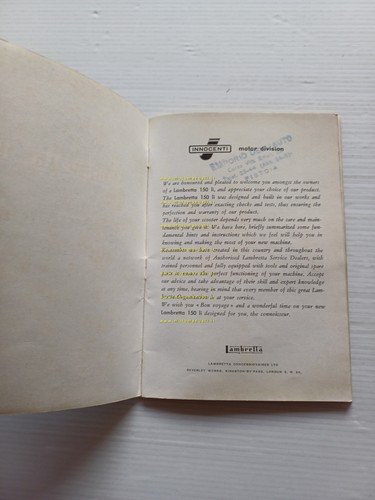 INNOCENTI
motor division
We are honoured and pleased to welcome you amongst the owners
of a Lambretta 150 li, and appreciate your choice of our product.
The Lambretta 150 li was designed and built in our works and
has reached you after exacting checks and tests, thus ensuring the
perfection and warranty of our product.
The life of your scooter depends very much on the care and main-
tenance you give it. We have here, briefly summarized some fun-
damental hints and instructions which we feel will help you in
knowing and making the most of your new machine.
Remember we have created in this country and throughout the
world a network of Authorised Lambretta Service Dealers, with
trained personnel and fully equipped with tools and original spare
parts to ensure the perfect functioning of your machine. Accept
our advice and take advantage of their skill and expert knowledge
at any time, bearing in mind that every member of this great Lam-
bretta Organization is at your service.
We wish you « Bon voyage » and a wonderful time on your new
Lambretta 150 li designed for you, the connoisseur.
Lambretta
LAMBRETTA CONCESSIONAIRES LTD
BEVERLEY WORKS, KINGSTON-BY-PASS, LONDON S. W. 20.